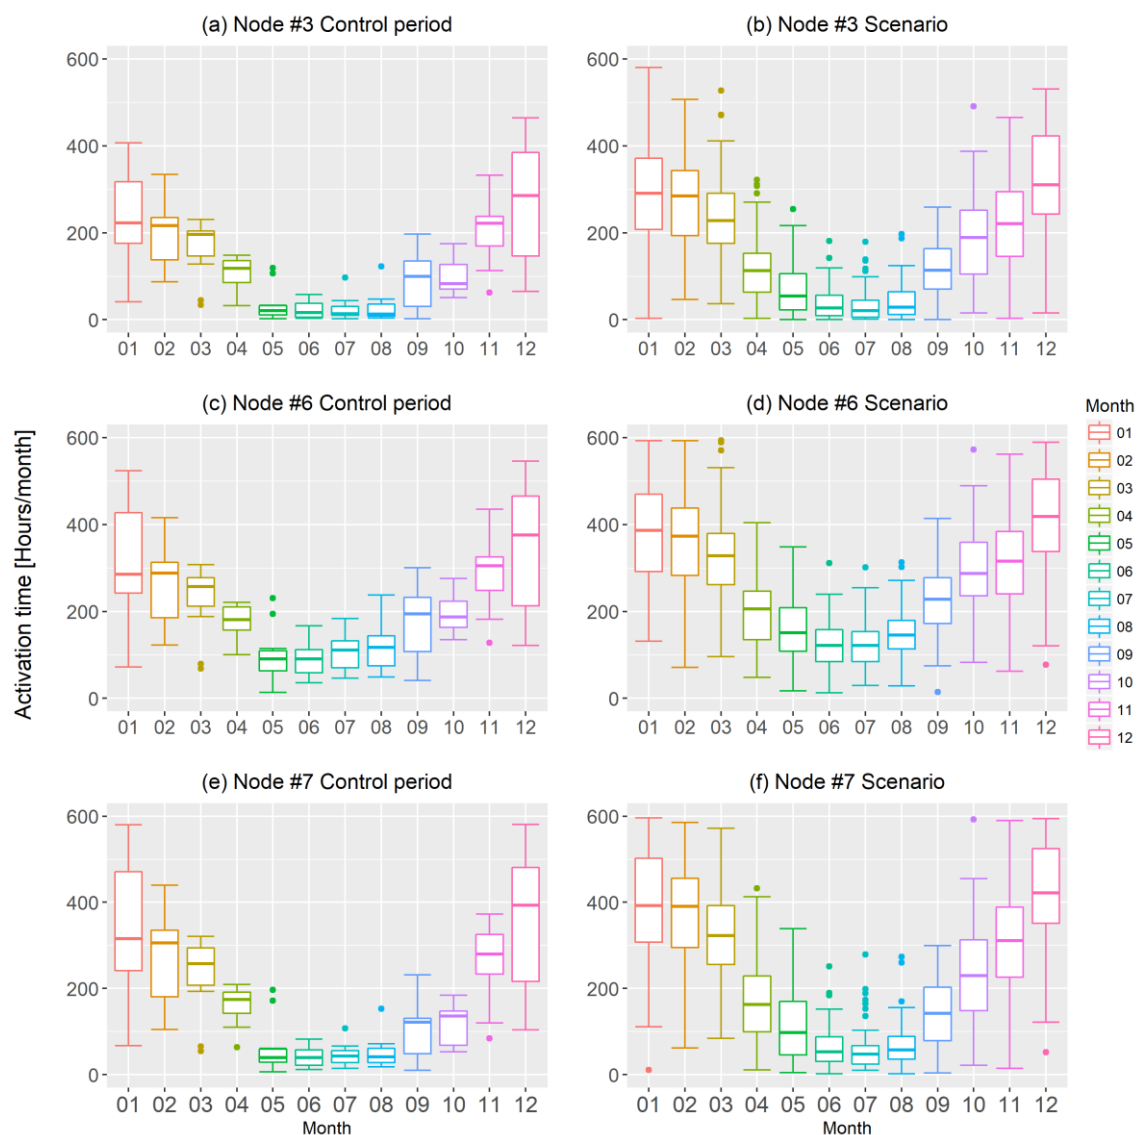 (a) Node #3 Control period
(b) Node #3 Scenario
600
400
200
0
01 02 03 04 05 06 07 08 09 10 11 12
600
400
200
0
01 02 03 04 05 06 07 08 09 10 11 12
(c) Node #6 Control period
(d) Node #6 Scenario
Activation time [Hours/month]
600
400
200
0
01 02 03 04 05 06 07 08 09 10 11 12
600
400
200
0
01 02 03 04 05 06 07 08 09 10 11 12
Month
01
02
03
04
05
06
07
08
09
10
11
12
(e) Node #7 Control period
(f) Node #7 Scenario
600
400
200
0
01 02 03 04 05 06 07 08 09 10 11 12
Month
600
400
200
0
01 02 03 04 05 06 07 08 09 10 11 12
Month